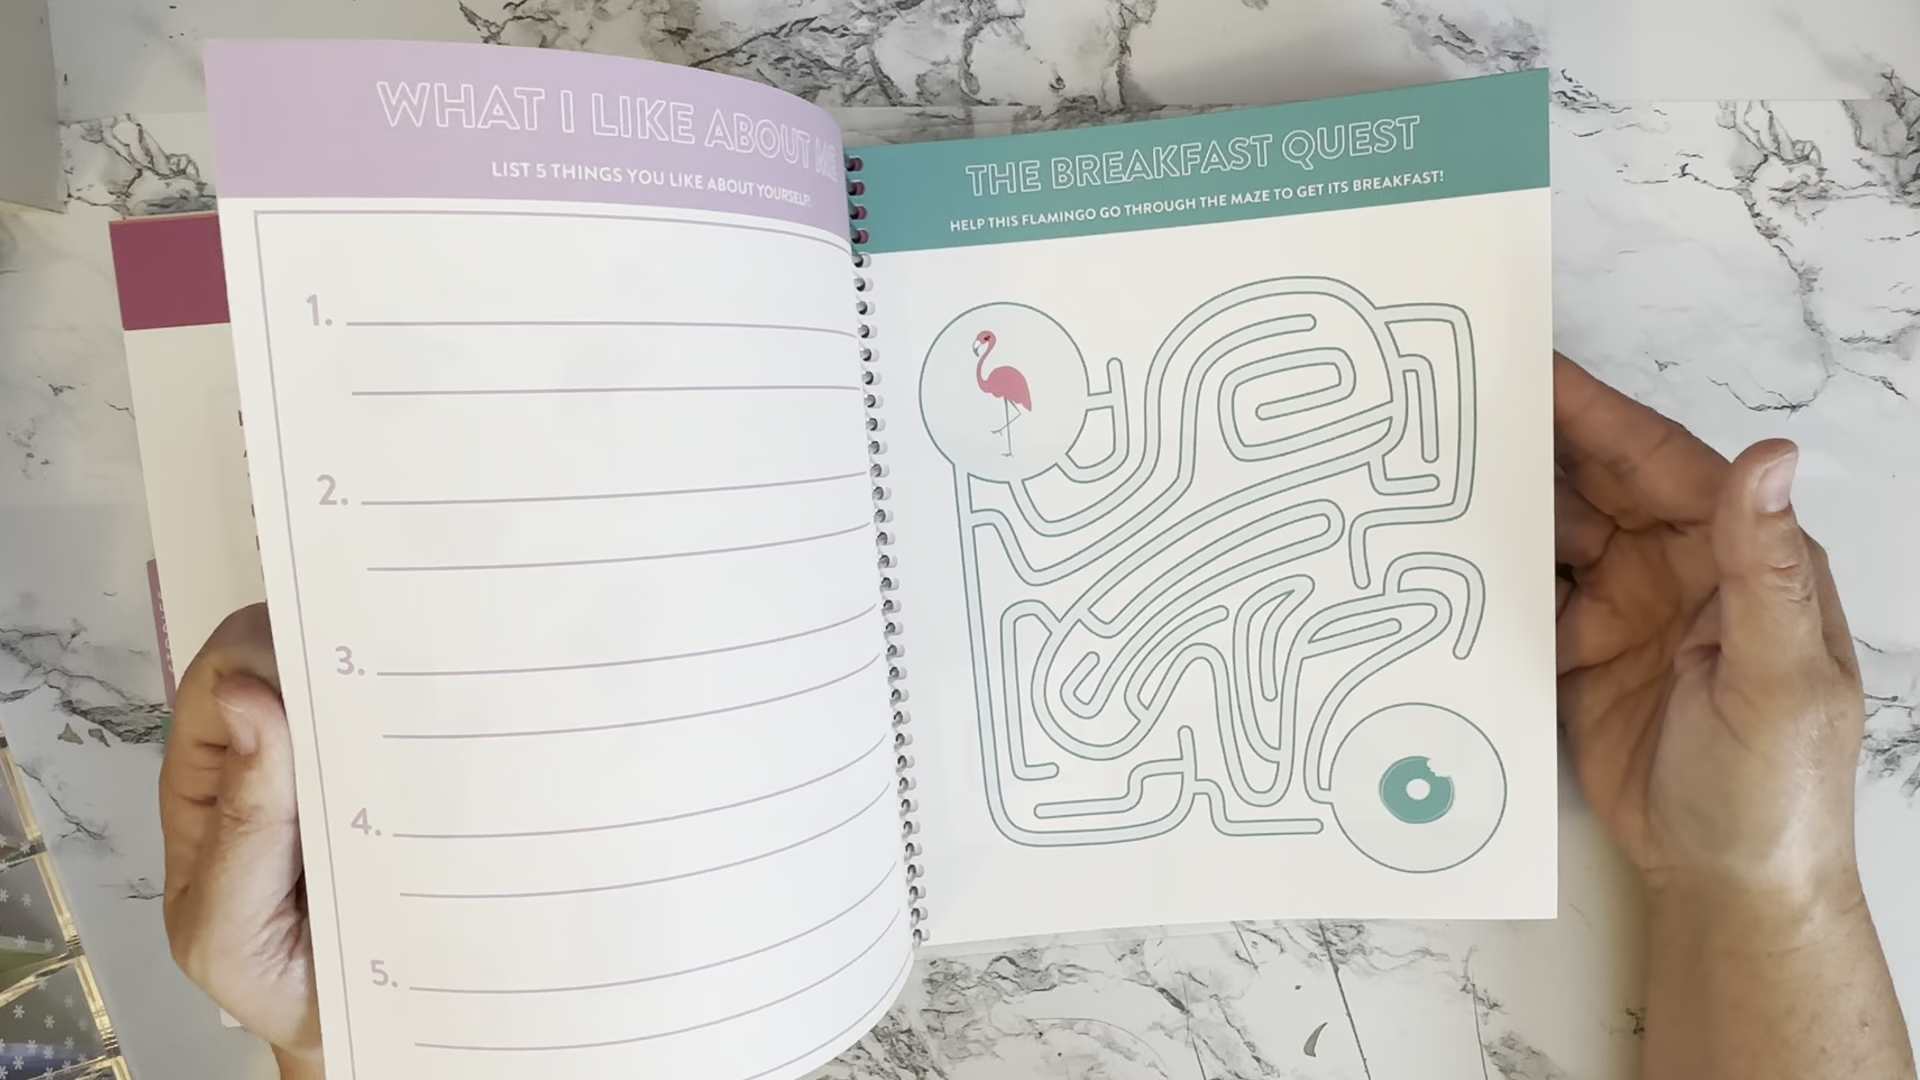 WHAT I LIKE ABOUT ME
LIST 5 THINGS YOU LIKE ABOUT YOURSELF!
1.
2.
3.
4.
5.
THE BREAKFAST QUEST
HELP THIS FLAMINGO GO THROUGH THE MAZE TO GET ITS BREAKFAST!